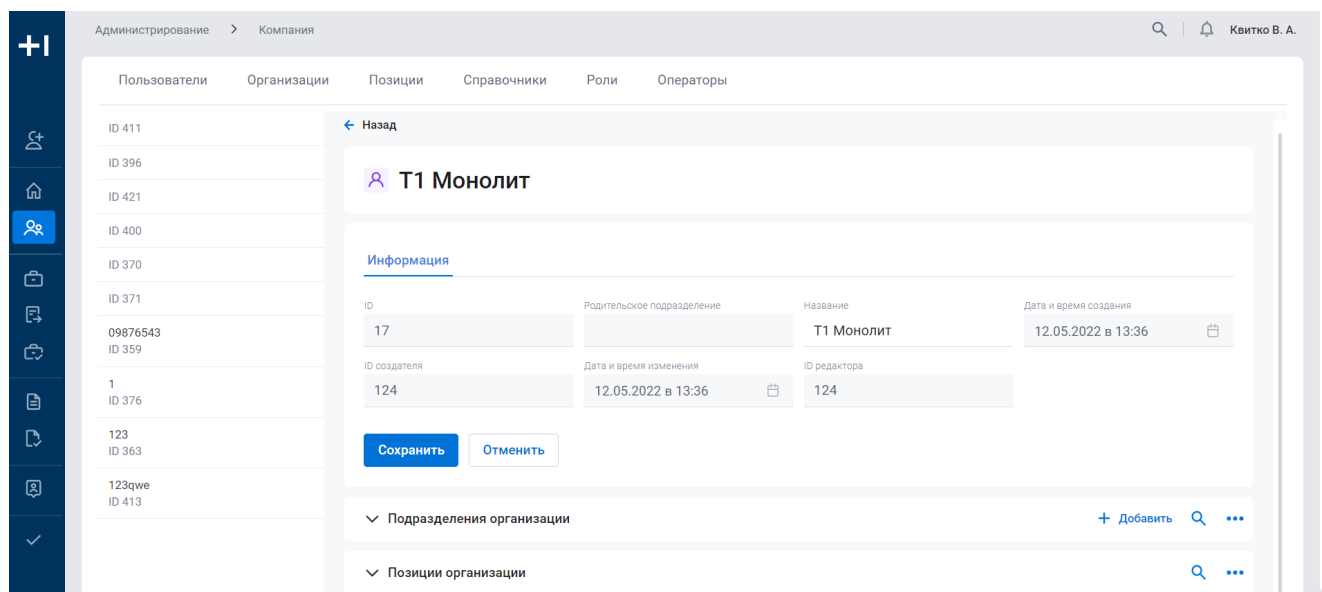 Администрирование > Компания
Квитко В. А.
Пользователи Организации Позиции Справочники Роли Операторы
ID 411
ID 396
ID 421
ID 400
ID 370
ID 371
09876543
ID 359
1
ID 376
123
ID 363
123qwe
ID 413
Назад
Т1 Монолит
Информация
ID Родительское подразделение Название Дата и время создания
17 Т1 Монолит 12.05.2022 в 13:36
ID создателя Дата и время изменения ID редактора
124 12.05.2022 в 13:36 124
Сохранить Отменить
Подразделения организации + Добавить
Позиции организации